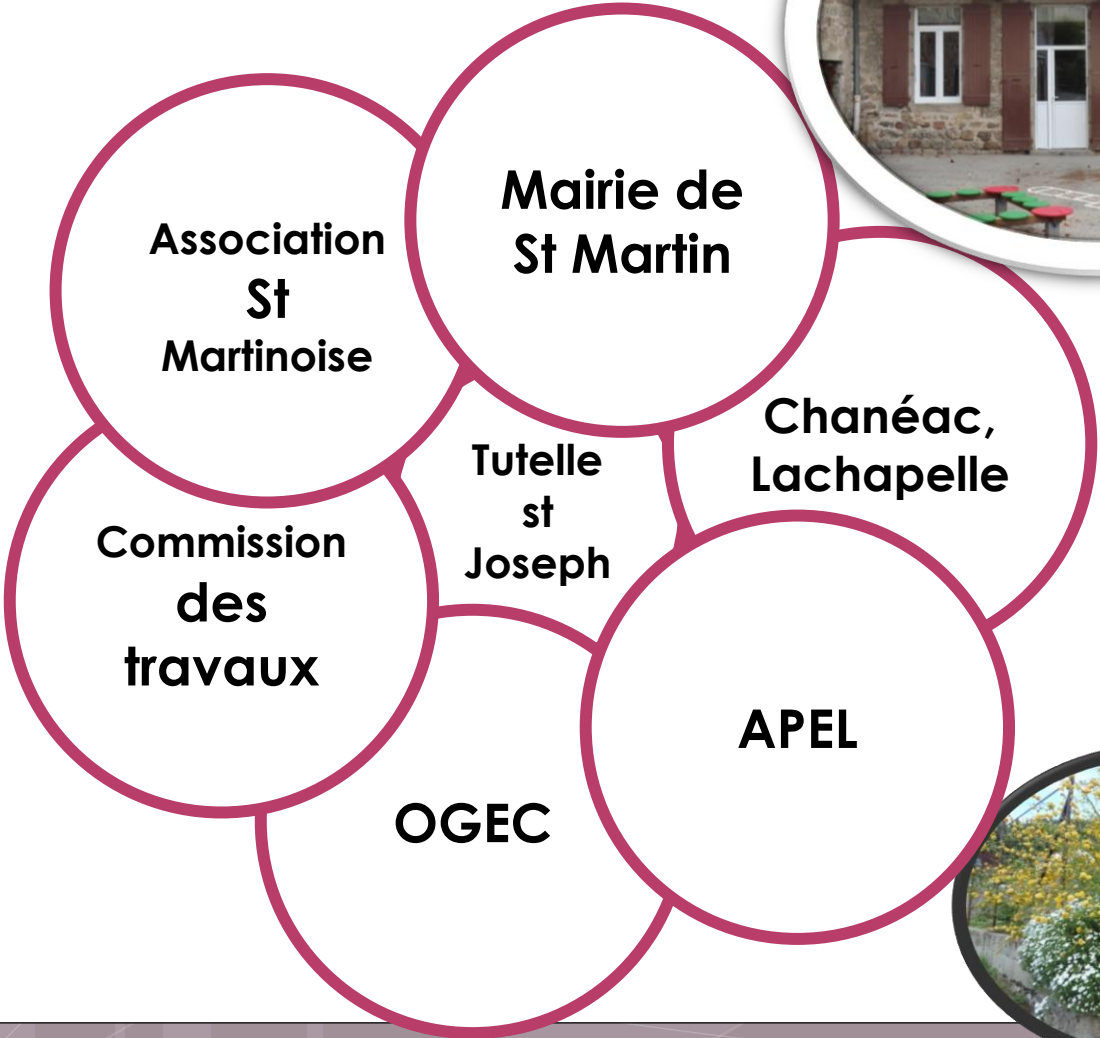 Mairie de
St Martin
Association
St
Martinoise
Chanéac,
Lachapelle
Tutelle
st
Joseph
Commission
des
travaux
APEL
OGEC